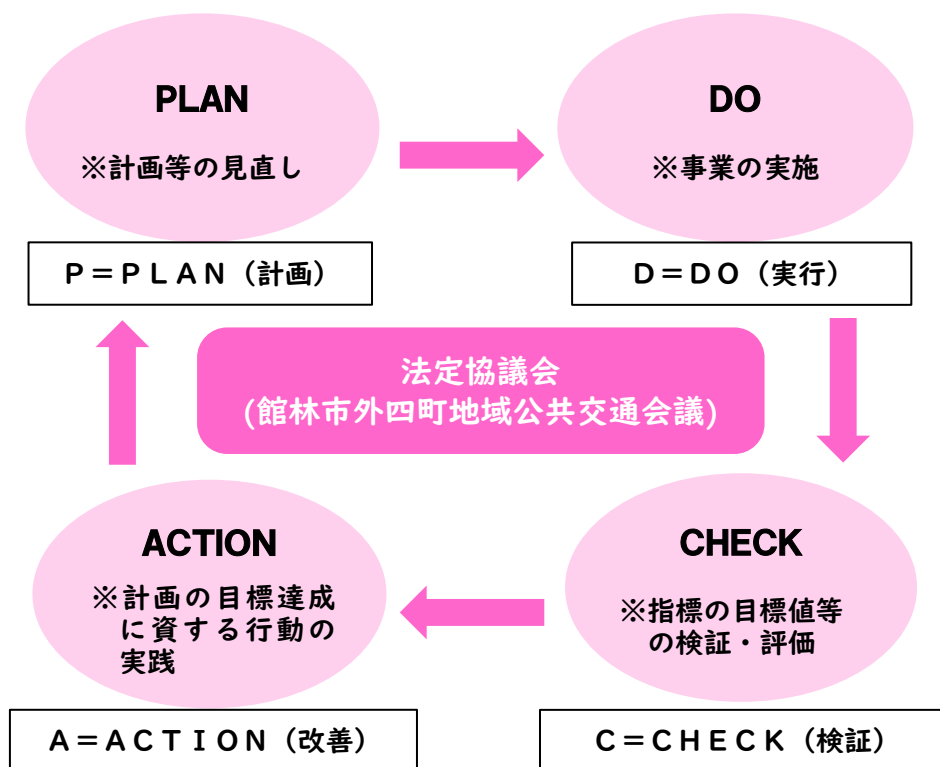 PLAN
※計画等の見直し
P=PLAN(計画)
DO
※事業の実施
D=DO(実行)
法定協議会
(館林市外四町地域公共交通会議)
ACTION
※計画の目標達成
に資する行動の
実践
A=ACTION(改善)
CHECK
※指標の目標値等
の検証・評価
C=CHECK(検証)